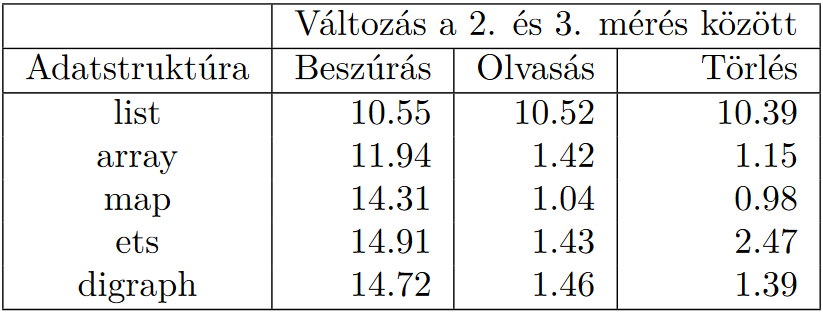 Változás a 2. és 3. mérés között
Adatstruktúra Beszúrás Olvasás Törlés
list 10.55 10.52 10.39
array 11.94 1.42 1.15
map 14.31 1.04 0.98
ets 14.91 1.43 2.47
digraph 14.72 1.46 1.39